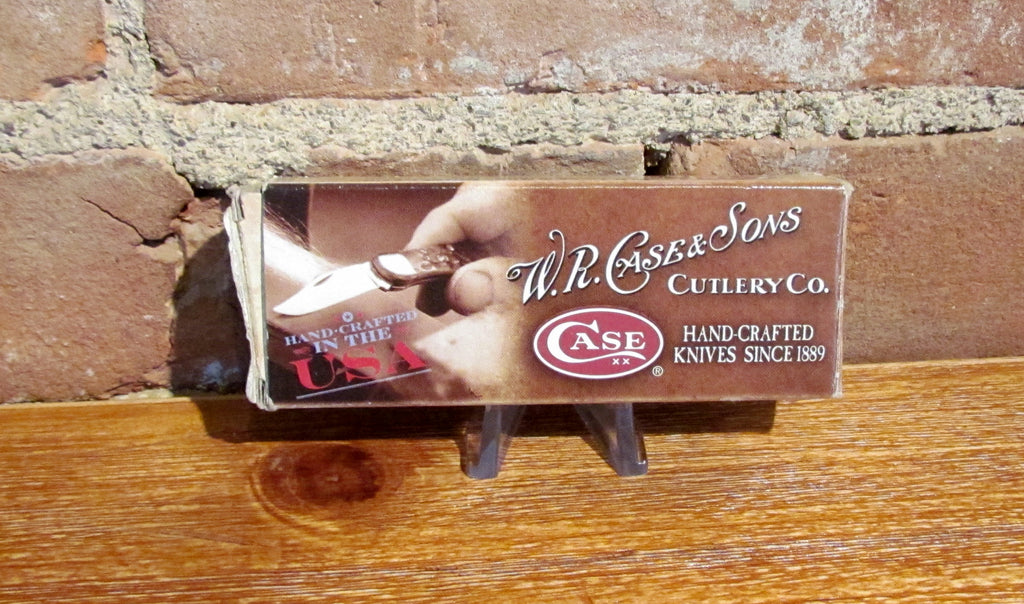 W.R. CASE & SONS
CUTLERY CO.
HAND-CRAFTED
IN THE
USA
CASE
XX
®
HAND-CRAFTED
KNIVES SINCE 1889